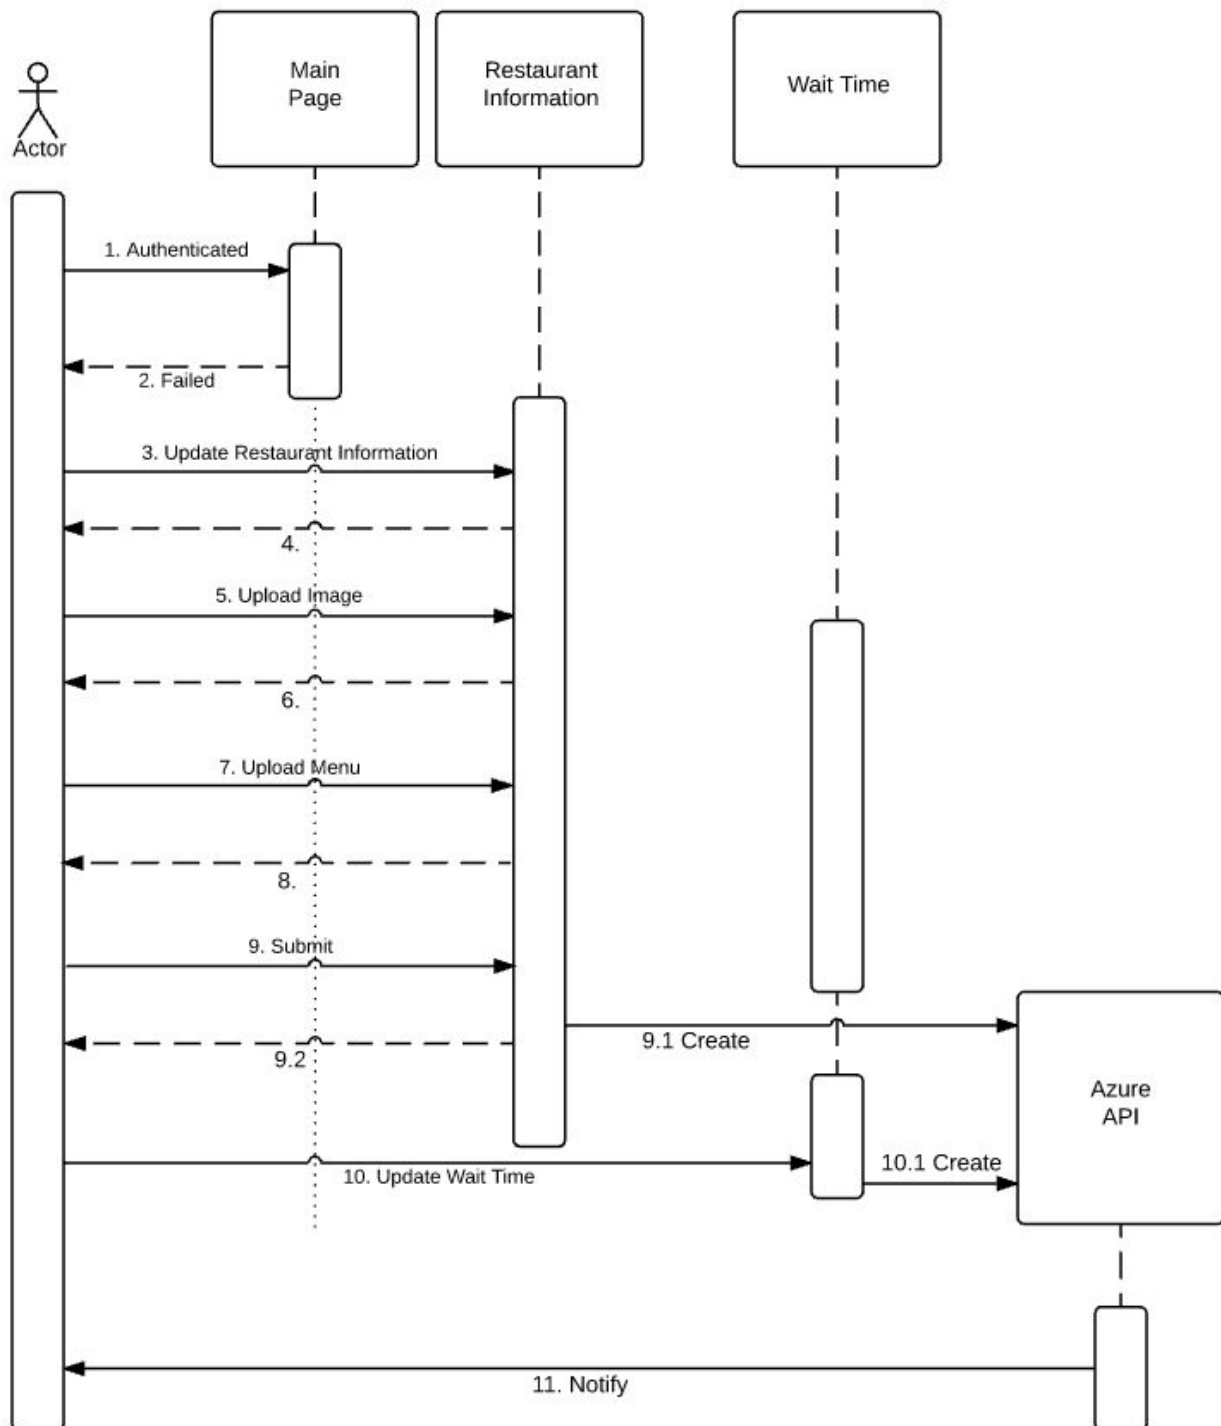 Main
Page
Restaurant
Information
Wait Time
Actor
1. Authenticated
2. Failed
3. Update Restaurant Information
4.
5. Upload Image
6.
7. Upload Menu
8.
9. Submit
9.1 Create
9.2
Azure
API
10. Update Wait Time
10.1 Create
11. Notify